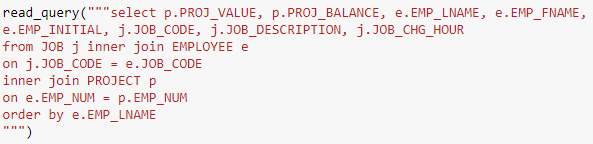 read_query("""select p.PROJ_VALUE, p.PROJ_BALANCE, e.EMP_LNAME, e.EMP_FNAME,
e.EMP_INITIAL, j.JOB_CODE, j.JOB_DESCRIPTION, j.JOB_CHG_HOUR
from JOB j inner join EMPLOYEE e
on j.JOB_CODE = e.JOB_CODE
inner join PROJECT p
on e.EMP_NUM = p.EMP_NUM
order by e.EMP_LNAME
""")